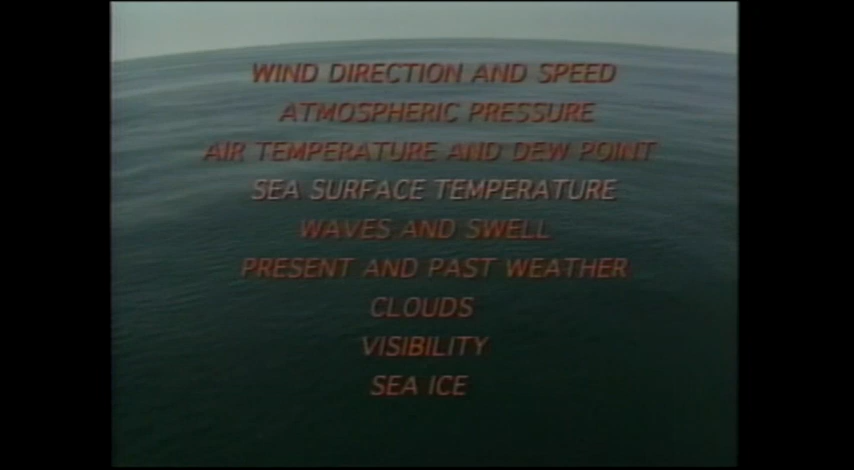 WIND DIRECTION AND SPEED
ATMOSPHERIC PRESSURE
AIR TEMPERATURE AND DEW POINT
SEA SURFACE TEMPERATURE
WAVES AND SWELL
PRESENT AND PAST WEATHER
CLOUDS
VISIBILITY
SEA ICE